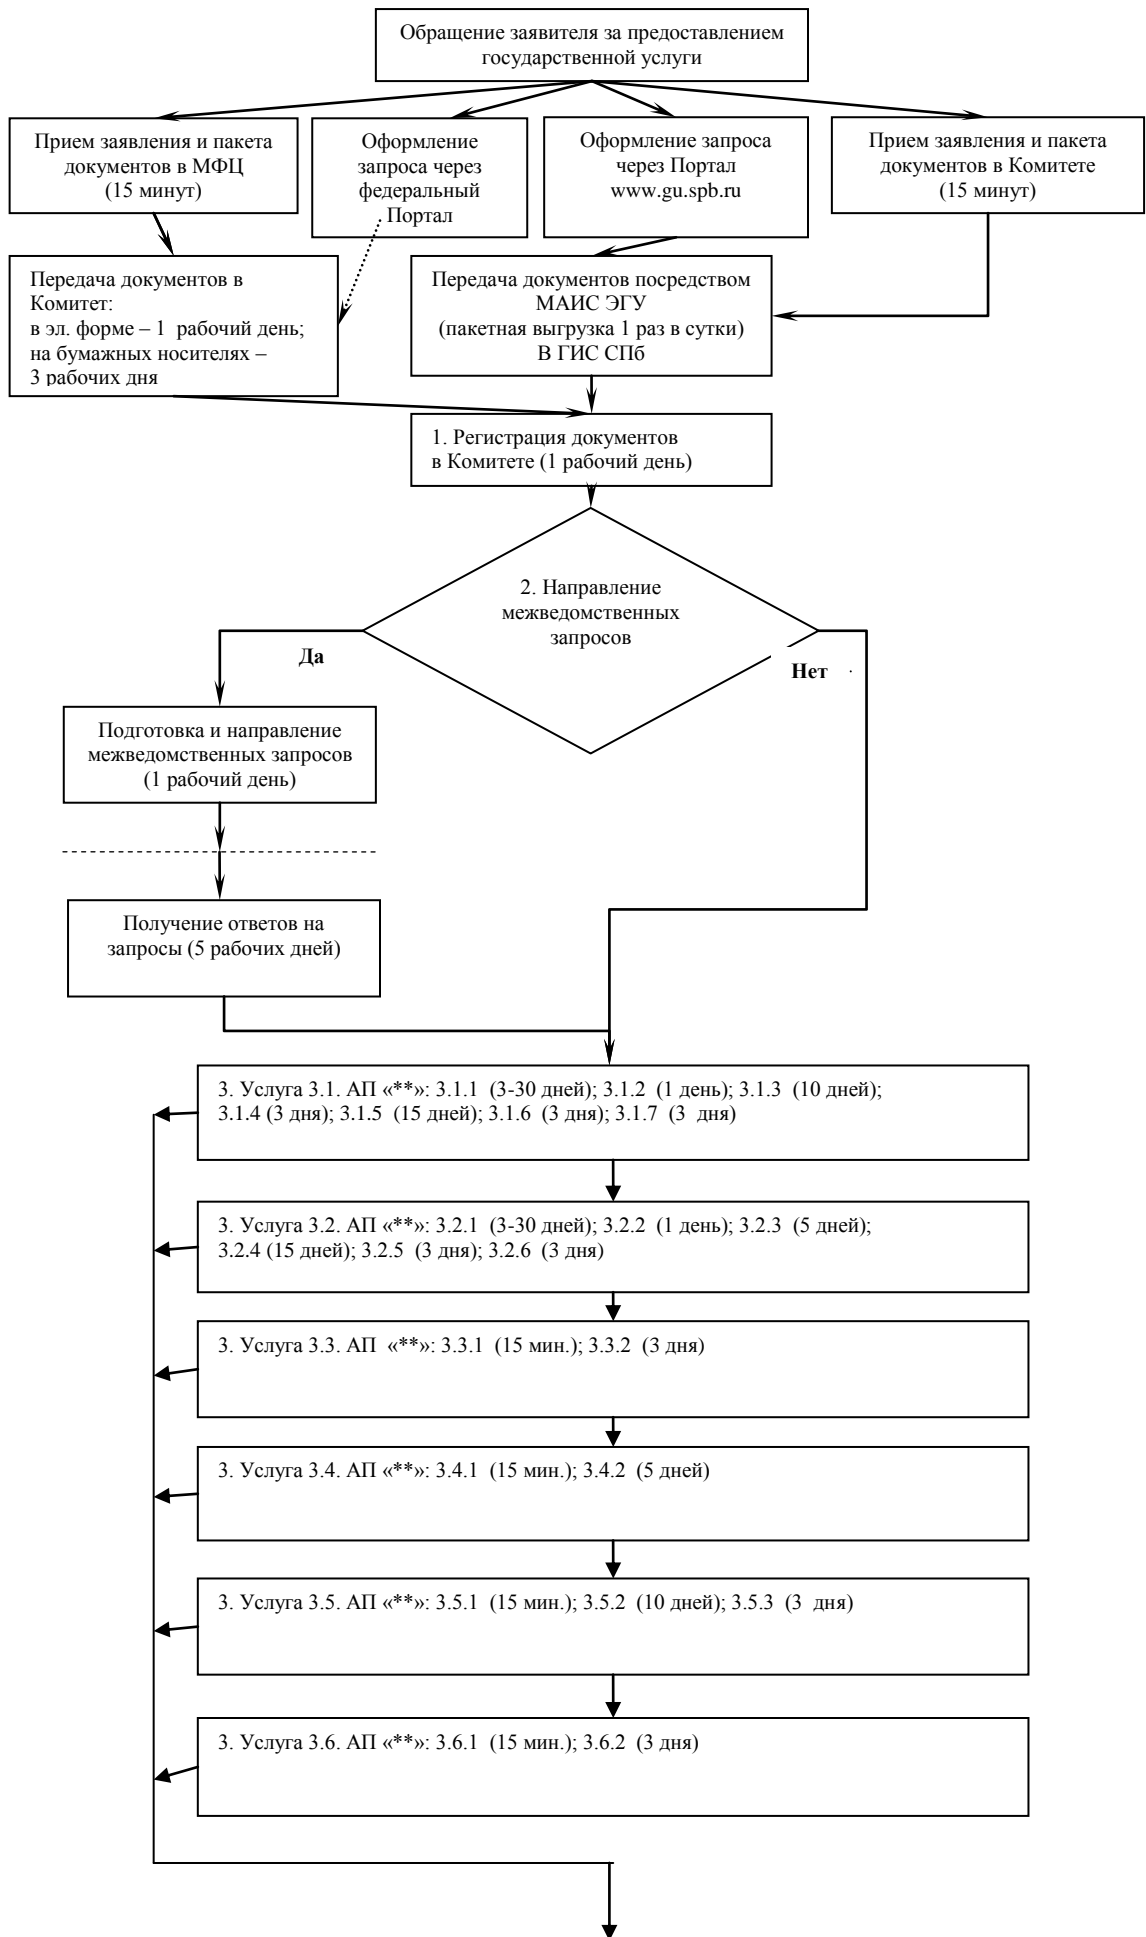 Обращение заявителя за предоставлением
государственной услуги
Прием заявления и пакета
документов в МФЦ
(15 минут)
Оформление
запроса через
федеральный
Портал
Оформление запроса
через Портал
www.gu.spb.ru
Прием заявления и пакета
документов в Комитете
(15 минут)
Передача документов в
Комитет:
в эл. форме – 1 рабочий день;
на бумажных носителях –
3 рабочих дня
Передача документов посредством
МАИС ЭГУ
(пакетная выгрузка 1 раз в сутки)
В ГИС СПб
1. Регистрация документов
в Комитете (1 рабочий день)
2. Направление
межведомственных
запросов
Да
Нет
Подготовка и направление
межведомственных запросов
(1 рабочий день)
Получение ответов на
запросы (5 рабочих дней)
3. Услуга 3.1. АП «**»: 3.1.1 (3-30 дней); 3.1.2 (1 день); 3.1.3 (10 дней);
3.1.4 (3 дня); 3.1.5 (15 дней); 3.1.6 (3 дня); 3.1.7 (3 дня)
3. Услуга 3.2. АП «**»: 3.2.1 (3-30 дней); 3.2.2 (1 день); 3.2.3 (5 дней);
3.2.4 (15 дней); 3.2.5 (3 дня); 3.2.6 (3 дня)
3. Услуга 3.3. АП «**»: 3.3.1 (15 мин.); 3.3.2 (3 дня)
3. Услуга 3.4. АП «**»: 3.4.1 (15 мин.); 3.4.2 (5 дней)
3. Услуга 3.5. АП «**»: 3.5.1 (15 мин.); 3.5.2 (10 дней); 3.5.3 (3 дня)
3. Услуга 3.6. АП «**»: 3.6.1 (15 мин.); 3.6.2 (3 дня)